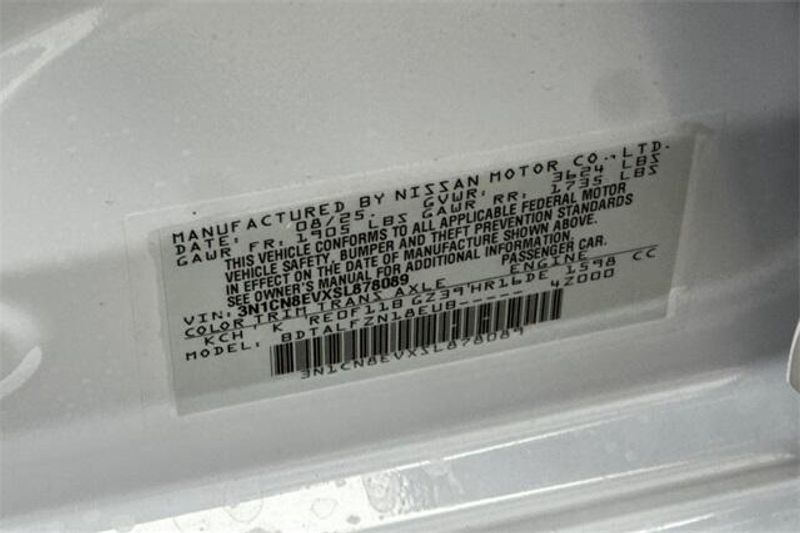 MANUFACTURED BY NISSAN MOTOR CO., LTD.
DATE: 08/25. GVWR: 3624 LBS
GAWR FR: 1905 LBS GAWR RR: 1735 LBS
THIS VEHICLE CONFORMS TO ALL APPLICABLE FEDERAL MOTOR
VEHICLE SAFETY, BUMPER AND THEFT PREVENTION STANDARDS
IN EFFECT ON THE DATE OF MANUFACTURE SHOWN ABOVE.
SEE OWNER'S MANUAL FOR ADDITIONAL INFORMATION.
VIN: 3N1CN8EVXSL878089 PASSENGER CAR.
COLOR TRIM TRANS AXLE ENGINE
KCH, K RE0F11B GZ39'HR16DE 1598 CC
MODEL: BDTALFZN18EUB----- 4Z000
3N1CN8EVXSL878089